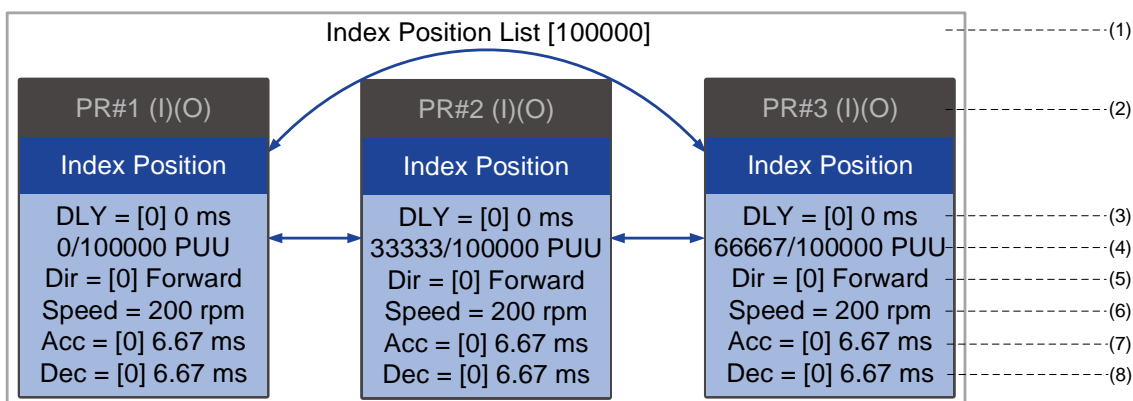 Index Position List [100000]
(1)
PR#1 (I)(O)
PR#2 (I)(O)
PR#3 (I)(O)
(2)
Index Position
Index Position
Index Position
DLY = [0] 0 ms
DLY = [0] 0 ms
DLY = [0] 0 ms
(3)
0/100000 PUU
33333/100000 PUU
66667/100000 PUU
(4)
Dir = [0] Forward
Dir = [0] Forward
Dir = [0] Forward
(5)
Speed = 200 rpm
Speed = 200 rpm
Speed = 200 rpm
(6)
Acc = [0] 6.67 ms
Acc = [0] 6.67 ms
Acc = [0] 6.67 ms
(7)
Dec = [0] 6.67 ms
Dec = [0] 6.67 ms
Dec = [0] 6.67 ms
(8)